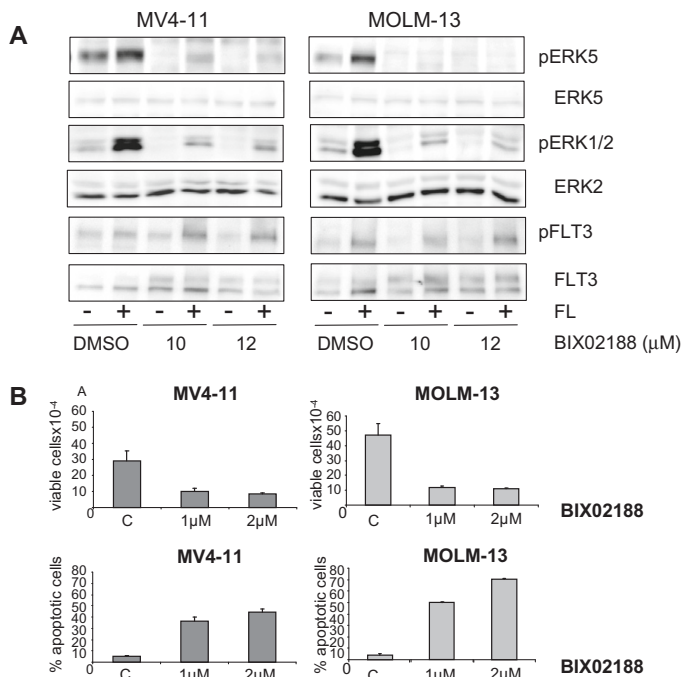 A
MV4-11 MOLM-13
pERK5
ERK5
pERK1/2
ERK2
pFLT3
FLT3
- + - + - + - + - + - + FL
DMSO 10 12 DMSO 10 12 BIX02188 (µM)
B
A
MV4-11 MOLM-13
viable cellsx10-4
60
50
40
30
20
10
0
C 1µM 2µM
viable cellsx10-4
60
50
40
30
20
10
0
C 1µM 2µM
BIX02188
MV4-11 MOLM-13
% apoptotic cells
80
70
60
50
40
30
20
10
0
C 1µM 2µM
% apoptotic cells
80
70
60
50
40
30
20
10
0
C 1µM 2µM
BIX02188